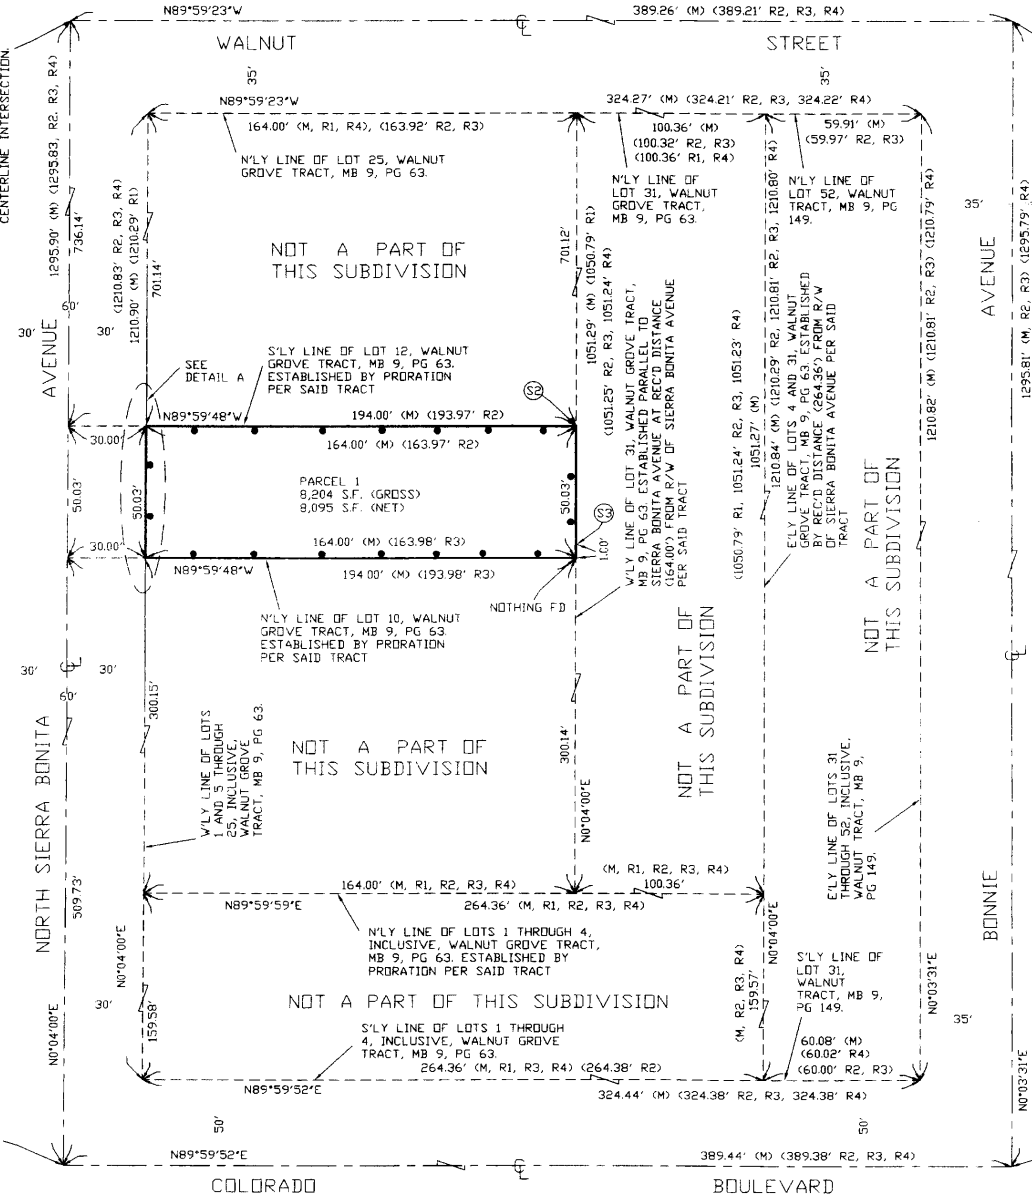 N89°59'23"W
389.26' (M) (389.21' R2, R3, R4)
℄
WALNUT
STREET
CENTERLINE INTERSECTION.
35'
35'
N89°59'23"W
164.00' (M, R1, R4), (163.92' R2, R3)
324.27' (M) (324.21' R2, R3, 324.22' R4)
100.36' (M)
(100.32' R2, R3)
(100.36' R1, R4)
59.91' (M)
(59.97' R2, R3)
N'LY LINE OF LOT 25, WALNUT
GROVE TRACT, MB 9, PG 63.
N'LY LINE OF
LOT 31, WALNUT
GROVE TRACT,
MB 9, PG 63.
N'LY LINE OF
LOT 52, WALNUT
TRACT, MB 9, PG
149.
35'
1295.90' (M) (1295.83, R2, R3, R4)
736.14'
(1210.83' R2, R3, R4)
1210.90' (M) (1210.29' R1)
701.14'
NOT A PART OF
THIS SUBDIVISION
701.12'
1051.29' (M) (1050.79' R1)
(1051.25' R2, R3, 1051.24' R4)
60'
30'
30'
AVENUE
AVENUE
SEE
DETAIL A
S'LY LINE OF LOT 12, WALNUT
GROVE TRACT, MB 9, PG 63.
ESTABLISHED BY PRORATION
PER SAID TRACT
W'LY LINE OF LOT 31, WALNUT GROVE TRACT,
MB 9, PG 63. ESTABLISHED PARALLEL TO
SIERRA BONITA AVENUE AT REC'D DISTANCE
(164.00') FROM R/W OF SIERRA BONITA AVENUE
PER SAID TRACT
(1050.79' R1, 1051.24' R2, R3, 1051.23' R4)
1051.27' (M)
1210.84' (M) (1210.29' R2, R3, 1210.81' R2, R3, 1210.80' R4)
E'LY LINE OF LOTS 4 AND 31, WALNUT
GROVE TRACT, MB 9, PG 63. ESTABLISHED
BY REC'D DISTANCE (264.36') FROM R/W
OF SIERRA BONITA AVENUE PER SAID
TRACT
1210.82' (M) (1210.81' R2, R3) (1210.79' R4)
1295.81' (M, R2, R3) (1295.79' R4)
N89°59'48"W
194.00' (M) (193.97' R2)
S2
30.00'
164.00' (M) (163.97' R2)
PARCEL 1
8,204 S.F. (GROSS)
8,095 S.F. (NET)
50.03'
50.03'
50.03'
S3
1.00'
30.00'
164.00' (M) (163.98' R3)
N89°59'48"W
194.00' (M) (193.98' R3)
NOTHING FD
N'LY LINE OF LOT 10, WALNUT
GROVE TRACT, MB 9, PG 63.
ESTABLISHED BY PRORATION
PER SAID TRACT
NOT A PART OF
THIS SUBDIVISION
NOT A PART OF
THIS SUBDIVISION
30'
℄
30'
60'
℄
300.15'
NORTH SIERRA BONITA
W'LY LINE OF LOTS
1 AND 5 THROUGH
25, INCLUSIVE,
WALNUT GROVE
TRACT, MB 9, PG 63.
NOT A PART OF
THIS SUBDIVISION
300.14'
N0°04'00"E
E'LY LINE OF LOTS 31
THROUGH 52, INCLUSIVE,
WALNUT TRACT, MB 9,
PG 149.
509.73'
BONNIE
164.00' (M, R1, R2, R3, R4)
(M, R1, R2, R3, R4)
100.36'
N89°59'59"E
264.36' (M, R1, R2, R3, R4)
N'LY LINE OF LOTS 1 THROUGH 4,
INCLUSIVE, WALNUT GROVE TRACT,
MB 9, PG 63. ESTABLISHED BY
PRORATION PER SAID TRACT
N0°04'00"E
N0°04'00"E
30'
159.58'
NOT A PART OF THIS SUBDIVISION
(M, R2, R3, R4)
159.57'
N0°04'00"E
S'LY LINE OF
LOT 31,
WALNUT
TRACT, MB 9,
PG 149.
N0°03'31"E
35'
N0°03'31"E
S'LY LINE OF LOTS 1 THROUGH
4, INCLUSIVE, WALNUT GROVE
TRACT, MB 9, PG 63.
264.36' (M, R1, R3, R4) (264.38' R2)
60.08' (M)
(60.02' R4)
(60.00' R2, R3)
N89°59'52"E
324.44' (M) (324.38' R2, R3, 324.38' R4)
50'
50'
N89°59'52"E
℄
389.44' (M) (389.38' R2, R3, R4)
COLORADO
BOULEVARD